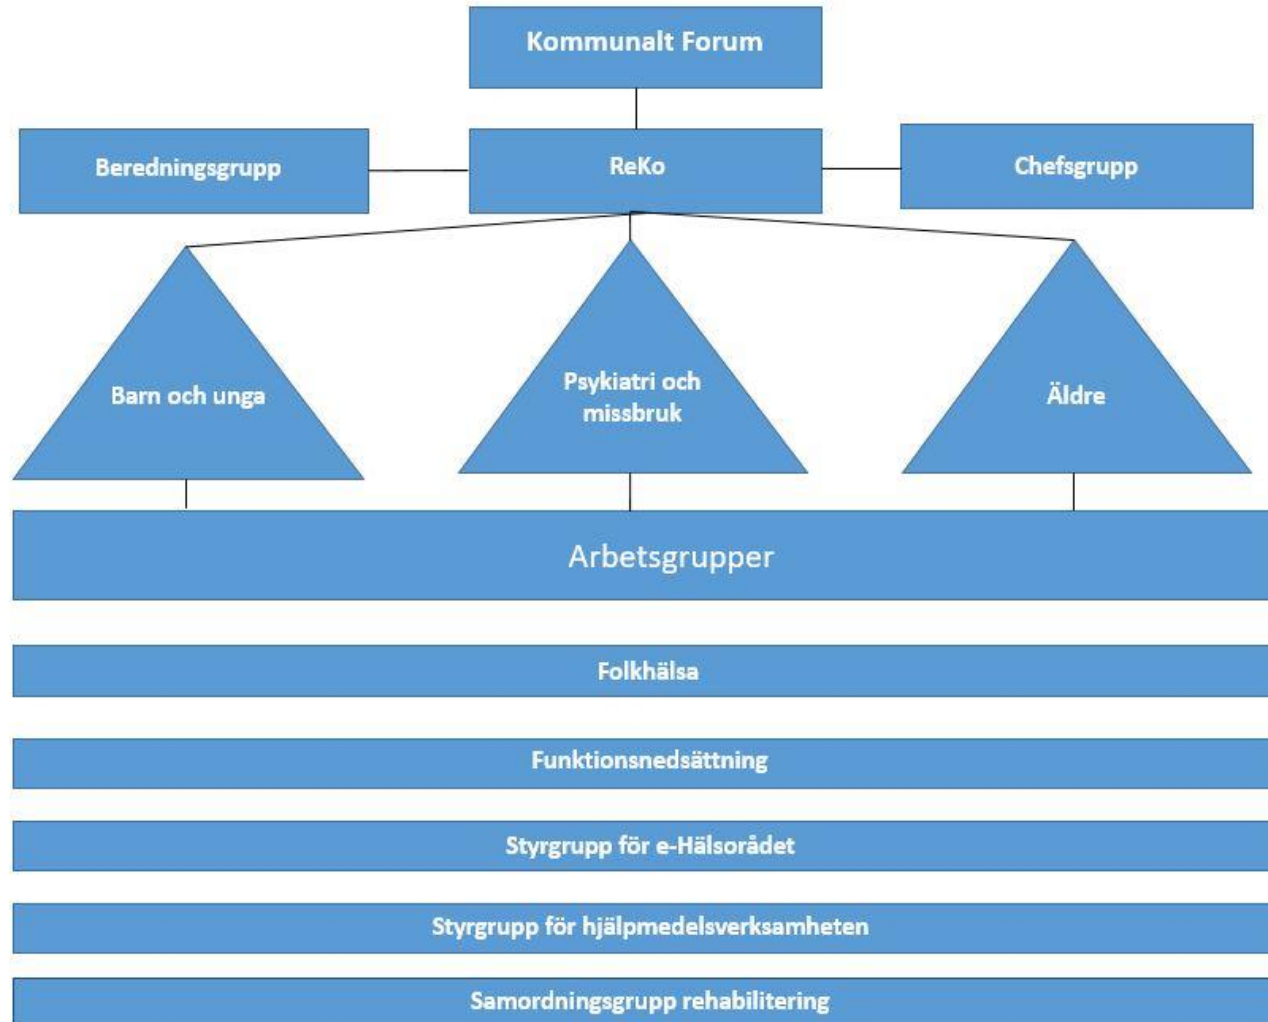 Kommunalt Forum
Beredningsgrupp
ReKo
Chefsgrupp
Barn och unga
Psykiatri och
missbruk
Äldre
Arbetsgrupper
Folkhälsa
Funktionsnedsättning
Styrgrupp för e-Hälsorådet
Styrgrupp för hjälpmedelsverksamheten
Samordningsgrupp rehabilitering